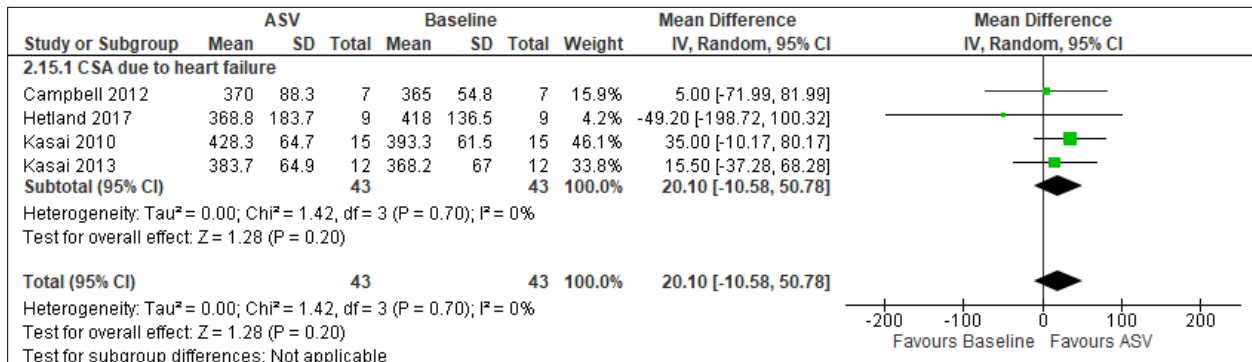 ASV Baseline Mean Difference Mean Difference
Study or Subgroup Mean SD Total Mean SD Total Weight IV, Random, 95% CI IV, Random, 95% CI
2.15.1 CSA due to heart failure
Campbell 2012 370 88.3 7 365 54.8 7 15.9% 5.00 [-71.99, 81.99]
Hetland 2017 368.8 183.7 9 418 136.5 9 4.2% -49.20 [-198.72, 100.32]
Kasai 2010 428.3 64.7 15 393.3 61.5 15 46.1% 35.00 [-10.17, 80.17]
Kasai 2013 383.7 64.9 12 368.2 67 12 33.8% 15.50 [-37.28, 68.28]
Subtotal (95% CI) 43 43 100.0% 20.10 [-10.58, 50.78]
Heterogeneity: Tau² = 0.00; Chi² = 1.42, df = 3 (P = 0.70); I² = 0%
Test for overall effect: Z = 1.28 (P = 0.20)
Total (95% CI) 43 43 100.0% 20.10 [-10.58, 50.78]
Heterogeneity: Tau² = 0.00; Chi² = 1.42, df = 3 (P = 0.70); I² = 0%
Test for overall effect: Z = 1.28 (P = 0.20)
Test for subgroup differences: Not applicable
-200 -100 0 100 200
Favours Baseline Favours ASV